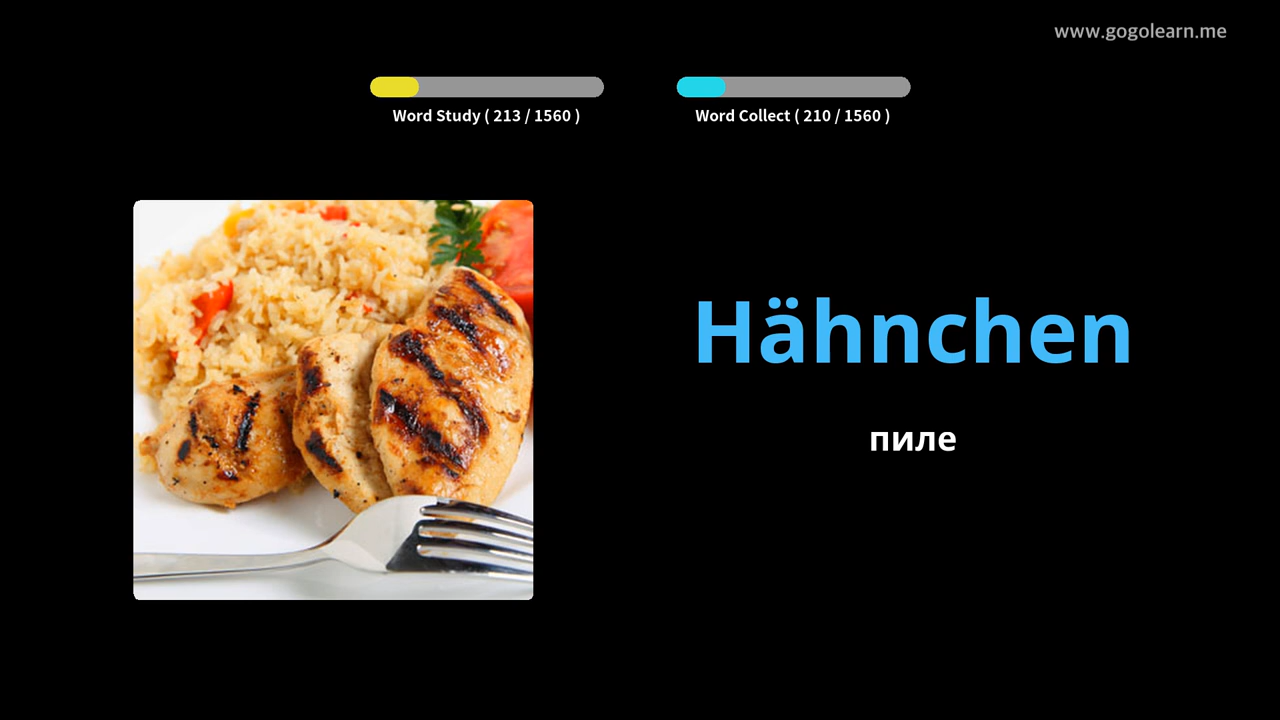 www.gogolearn.me
Word Study ( 213 / 1560 )
Word Collect ( 210 / 1560 )
Hähnchen
пиле